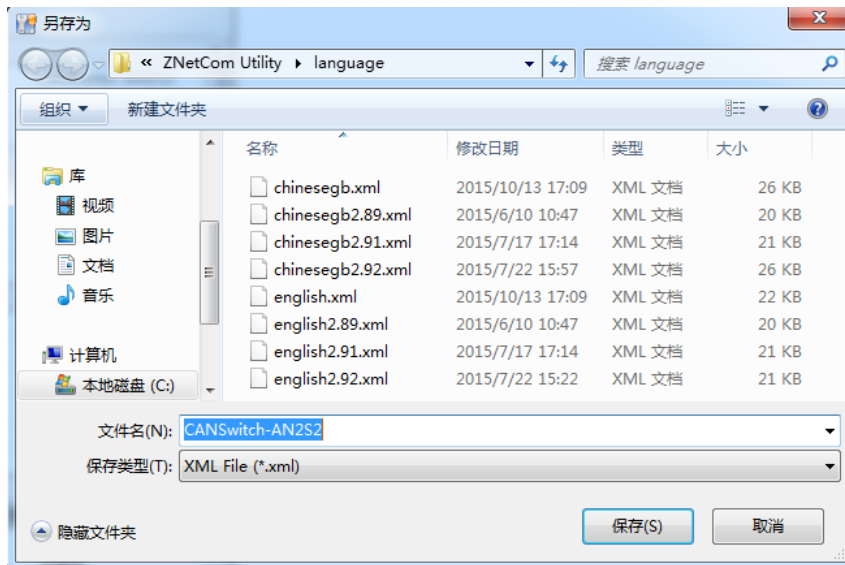 另存为
« ZNetCom Utility ▸ language
搜索 language
组织
新建文件夹
名称 修改日期 类型 大小
库
视频
图片
文档
音乐
计算机
本地磁盘 (C:)
chinesegb.xml 2015/10/13 17:09 XML 文档 26 KB
chinesegb2.89.xml 2015/6/10 10:47 XML 文档 20 KB
chinesegb2.91.xml 2015/7/17 17:14 XML 文档 21 KB
chinesegb2.92.xml 2015/7/22 15:57 XML 文档 26 KB
english.xml 2015/10/13 17:09 XML 文档 22 KB
english2.89.xml 2015/6/10 10:47 XML 文档 20 KB
english2.91.xml 2015/7/17 17:14 XML 文档 21 KB
english2.92.xml 2015/7/22 15:22 XML 文档 21 KB
文件名(N): CANSwitch-AN2S2
保存类型(T): XML File (*.xml)
隐藏文件夹
保存(S)
取消